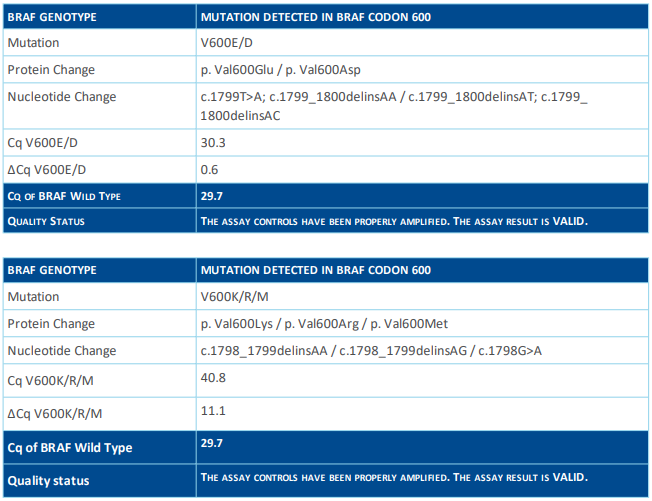 BRAF GENOTYPE MUTATION DETECTED IN BRAF CODON 600
Mutation V600E/D
Protein Change p. Val600Glu / p. Val600Asp
Nucleotide Change c.1799T>A; c.1799_1800delinsAA / c.1799_1800delinsAT; c.1799_
1800delinsAC
Cq V600E/D 30.3
ΔCq V600E/D 0.6
CQ OF BRAF WILD TYPE 29.7
QUALITY STATUS THE ASSAY CONTROLS HAVE BEEN PROPERLY AMPLIFIED. THE ASSAY RESULT IS VALID.
BRAF GENOTYPE MUTATION DETECTED IN BRAF CODON 600
Mutation V600K/R/M
Protein Change p. Val600Lys / p. Val600Arg / p. Val600Met
Nucleotide Change c.1798_1799delinsAA / c.1798_1799delinsAG / c.1798G>A
Cq V600K/R/M 40.8
ΔCq V600K/R/M 11.1
Cq of BRAF Wild Type 29.7
Quality status THE ASSAY CONTROLS HAVE BEEN PROPERLY AMPLIFIED. THE ASSAY RESULT IS VALID.